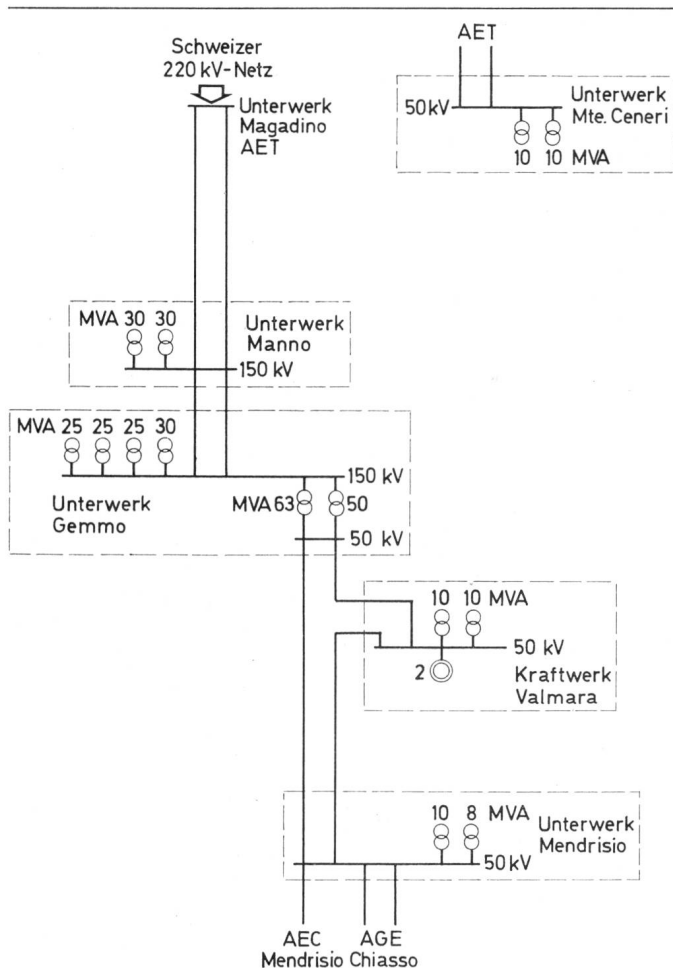 Schweizer
220 kV-Netz
Unterwerk
Magadino
AET
AET
50kV
Unterwerk
Mte. Ceneri
10 10 MVA
MVA 30 30
Unterwerk
Manno
150 kV
MVA 25 25 25 30
150 kV
Unterwerk
Gemmo
MVA 63 50
50 kV
10 10 MVA
50 kV
2
Kraftwerk
Valmara
10 8 MVA
Unterwerk
Mendrisio
50kV
AEC AGE
Mendrisio Chiasso